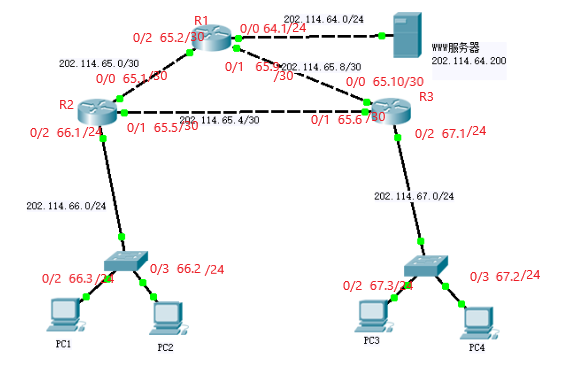 R1
0/0 64.1/24
202.114.64.0/24
WWW服务器
202.114.64.200
0/2 65.2/30
202.114.65.0/30
0/0 65.1/30
0/1 65.9/30
202.114.65.8/30
0/0 65.10/30
R2
R3
0/2 66.1/24
0/1 65.5/30
202.114.65.4/30
0/1 65.6/30
0/2 67.1/24
202.114.66.0/24
202.114.67.0/24
0/2 66.3/24
0/3 66.2/24
0/2 67.3/24
0/3 67.2/24
PC1
PC2
PC3
PC4